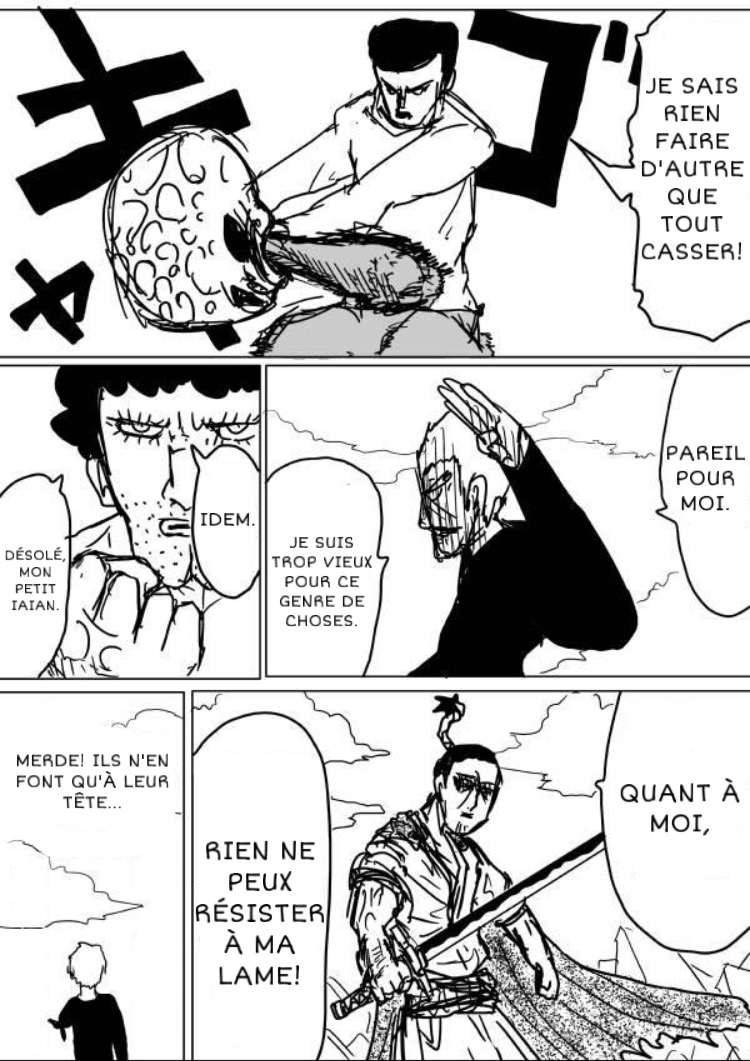 JE SAIS
RIEN
FAIRE
D'AUTRE
QUE
TOUT
CASSER!
PAREIL
POUR
MOI.
JE SUIS
TROP VIEUX
POUR CE
GENRE DE
CHOSES.
IDEM.
DÉSOLÉ,
MON
PETIT
IAIAN.
QUANT À
MOI,
RIEN NE
PEUX
RÉSISTER
À MA
LAME!
MERDE! ILS N'EN
FONT QU'À LEUR
TÊTE...